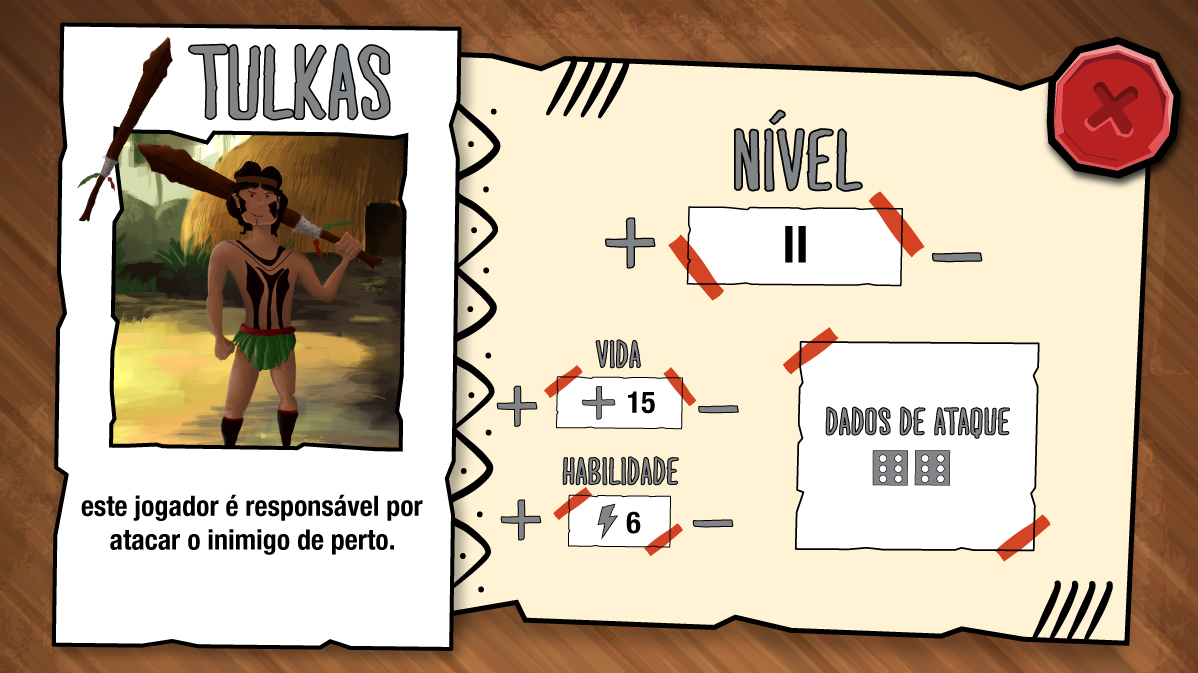 TULKAS
este jogador é responsável por
atacar o inimigo de perto.
NÍVEL
+ II −
VIDA
+ + 15 −
HABILIDADE
+ 6 −
DADOS DE ATAQUE